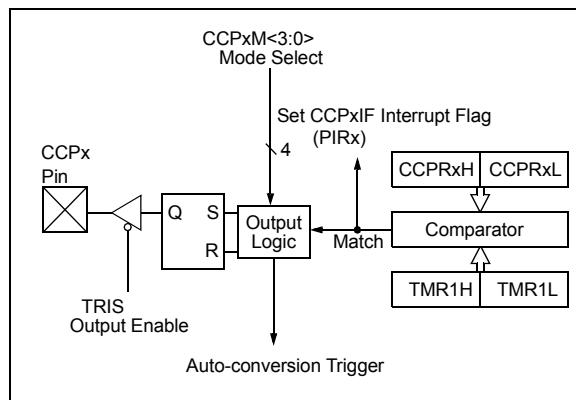 CCPxM<3:0>
Mode Select
Set CCPxIF Interrupt Flag
(PIRx)
4
CCPx
Pin
CCPRxH CCPRxL
Q S
R
Output
Logic
Match
Comparator
TRIS
Output Enable
TMR1H TMR1L
Auto-conversion Trigger